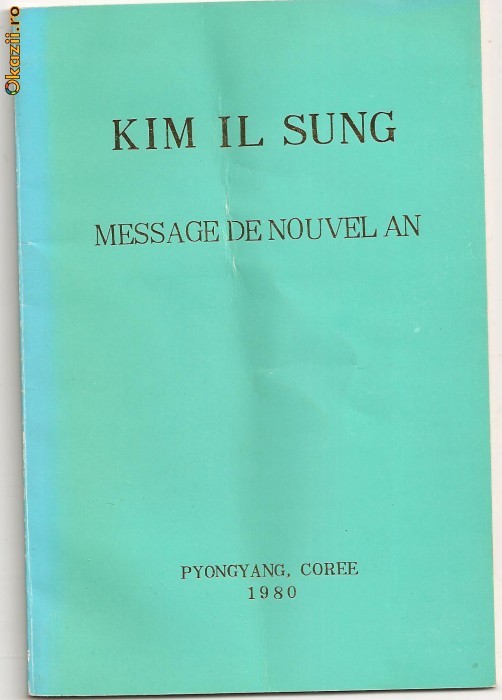 Okazii.ro
KIM IL SUNG
MESSAGE DE NOUVEL AN
PYONGYANG, COREE
1980